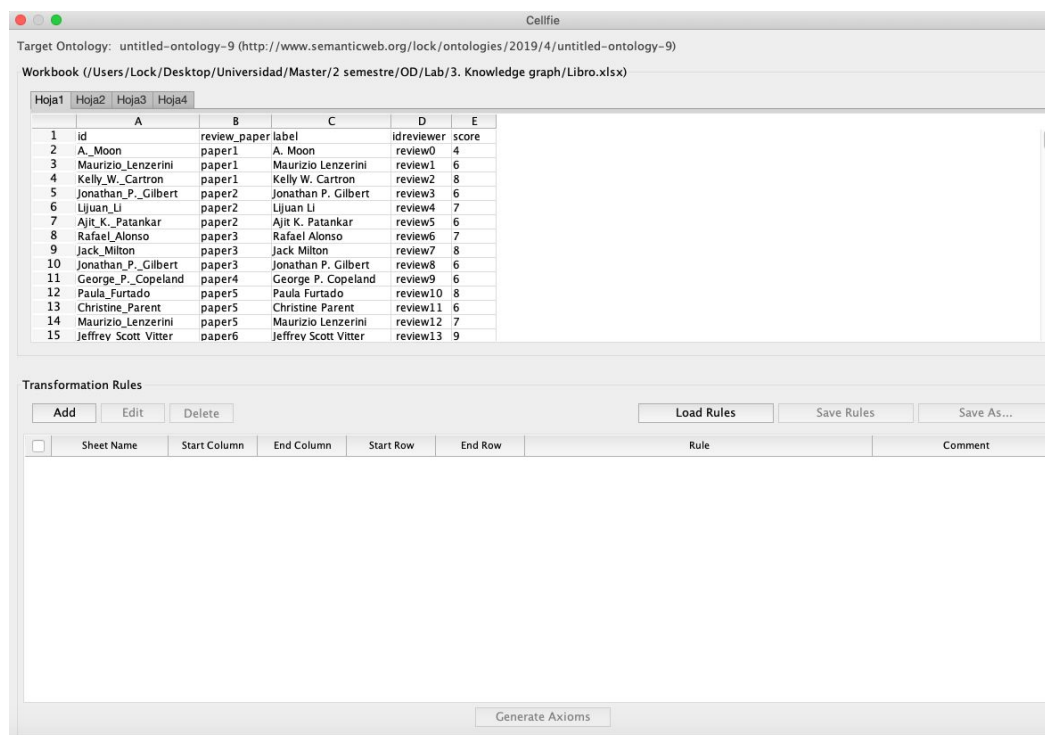 Cellfie
Target Ontology: untitled-ontology-9 (http://www.semanticweb.org/lock/ontologies/2019/4/untitled-ontology-9)
Workbook (/Users/Lock/Desktop/Universidad/Master/2 semestre/OD/Lab/3. Knowledge graph/Libro.xlsx)
Hoja1 Hoja2 Hoja3 Hoja4
A B C D E
1 id review_paper label idreviewer score
2 A._Moon paper1 A. Moon review0 4
3 Maurizio_Lenzerini paper1 Maurizio Lenzerini review1 6
4 Kelly_W._Cartron paper1 Kelly W. Cartron review2 8
5 Jonathan_P._Gilbert paper2 Jonathan P. Gilbert review3 6
6 Lijuan_Li paper2 Lijuan Li review4 7
7 Ajit_K._Patankar paper2 Ajit K. Patankar review5 6
8 Rafael_Alonso paper3 Rafael Alonso review6 7
9 Jack_Milton paper3 Jack Milton review7 8
10 Jonathan_P._Gilbert paper3 Jonathan P. Gilbert review8 6
11 George_P._Copeland paper4 George P. Copeland review9 6
12 Paula_Furtado paper5 Paula Furtado review10 8
13 Christine_Parent paper5 Christine Parent review11 6
14 Maurizio_Lenzerini paper5 Maurizio Lenzerini review12 7
15 Jeffrey_Scott_Vitter paper6 Jeffrey Scott Vitter review13 9
Transformation Rules
Add Edit Delete Load Rules Save Rules Save As...
Sheet Name Start Column End Column Start Row End Row Rule Comment
Generate Axioms